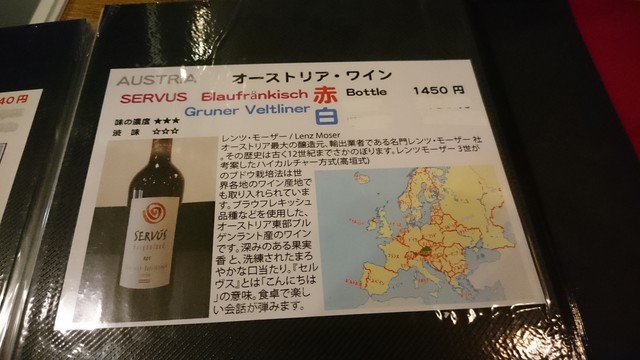 40 円
AUSTRIA オーストリア・ワイン
SERVUS Blaufränkisch 赤 Bottle 1450 円
Gruner Veltliner 白
味の濃度 ★★★
渋 味 ☆☆☆
レンツ・モーザー / Lenz Moser
オーストリア最大の醸造元、輸出業者である名門レンツ・モーザー 社
。その歴史は古く12世紀までさかのぼります。レンツモーザー 3世が
考案したハイカルチャー方式(高垣式)
のブドウ栽培法は世
界各地のワイン産地で
も取り入れられていま
す。ブラウフレキッシュ
品種などを使用した、
オーストリア東部ブル
ゲンラント産のワイン
です。深みのある果実
香 と、洗練されたまろ
やかな口当たり。『セル
ヴス』とは「こんにちは
」の意味。食卓で楽し
い会話が弾みます。
SERVUS